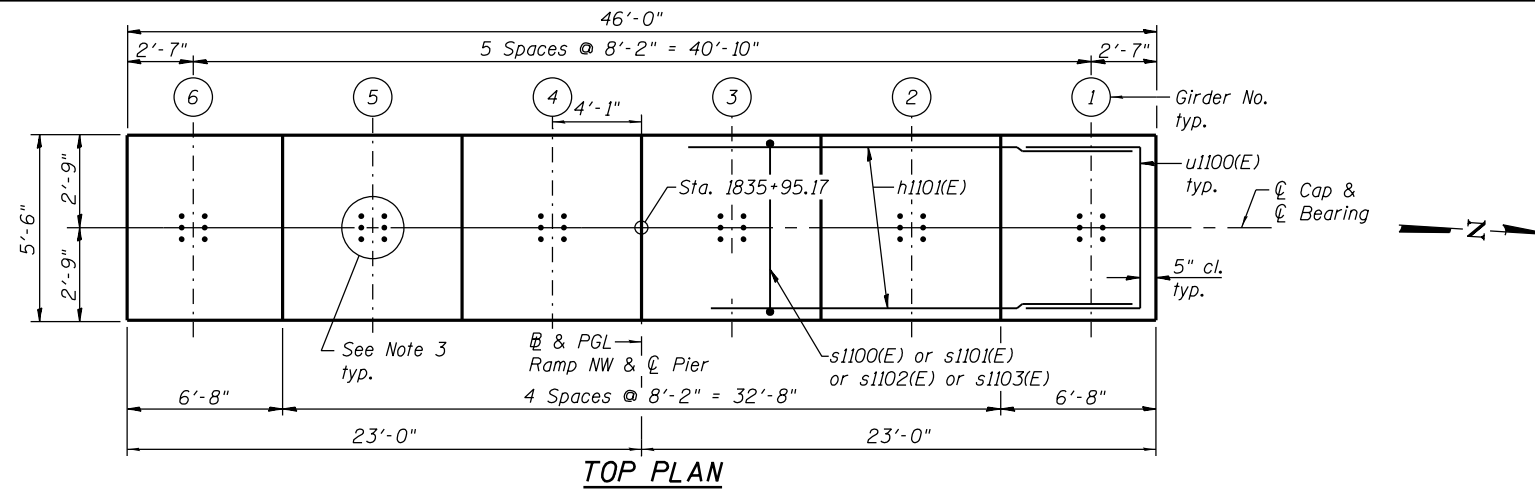 46'-0"
2'-7"
5 Spaces @ 8'-2" = 40'-10"
2'-7"
6
5
4
3
2
1
Girder No.
typ.
4'-1"
5'-6"
2'-9"
2'-9"
Sta. 1835+95.17
h1101(E)
u1100(E)
typ.
℄ Cap &
℄ Bearing
N
5" cl.
typ.
See Note 3
typ.
& PGL
Ramp NW & ℄ Pier
s1100(E) or s1101(E)
or s1102(E) or s1103(E)
6'-8"
4 Spaces @ 8'-2" = 32'-8"
6'-8"
23'-0"
23'-0"
TOP PLAN